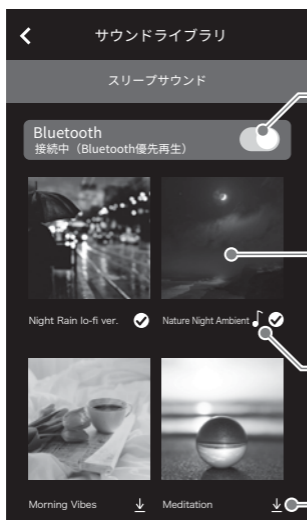 サウンドライブラリ
スリープサウンド
Bluetooth
接続中（Bluetooth優先再生）
Night Rain lo-fi ver.
Nature Night Ambient
Morning Vibes
Meditation